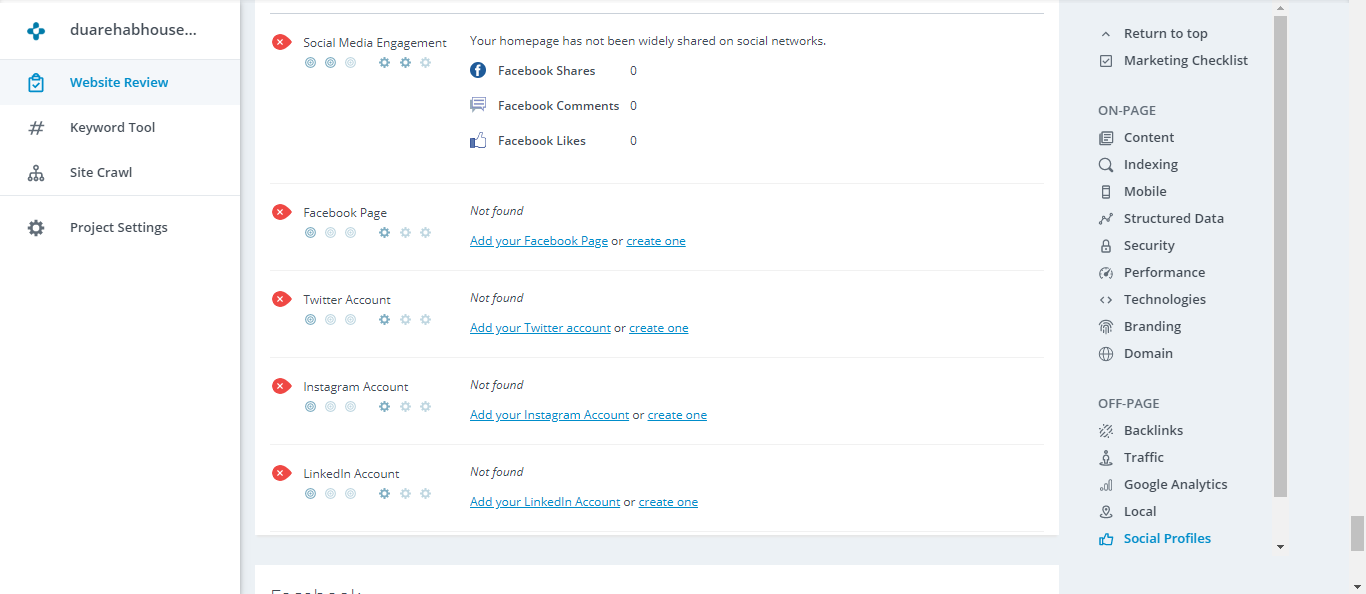 duarehabhouse...
Website Review
Keyword Tool
Site Crawl
Project Settings
Social Media Engagement
Your homepage has not been widely shared on social networks.
Facebook Shares 0
Facebook Comments 0
Facebook Likes 0
Facebook Page
Not found
Add your Facebook Page or create one
Twitter Account
Not found
Add your Twitter account or create one
Instagram Account
Not found
Add your Instagram Account or create one
LinkedIn Account
Not found
Add your LinkedIn Account or create one
Facebook
Return to top
Marketing Checklist
ON-PAGE
Content
Indexing
Mobile
Structured Data
Security
Performance
Technologies
Branding
Domain
OFF-PAGE
Backlinks
Traffic
Google Analytics
Local
Social Profiles